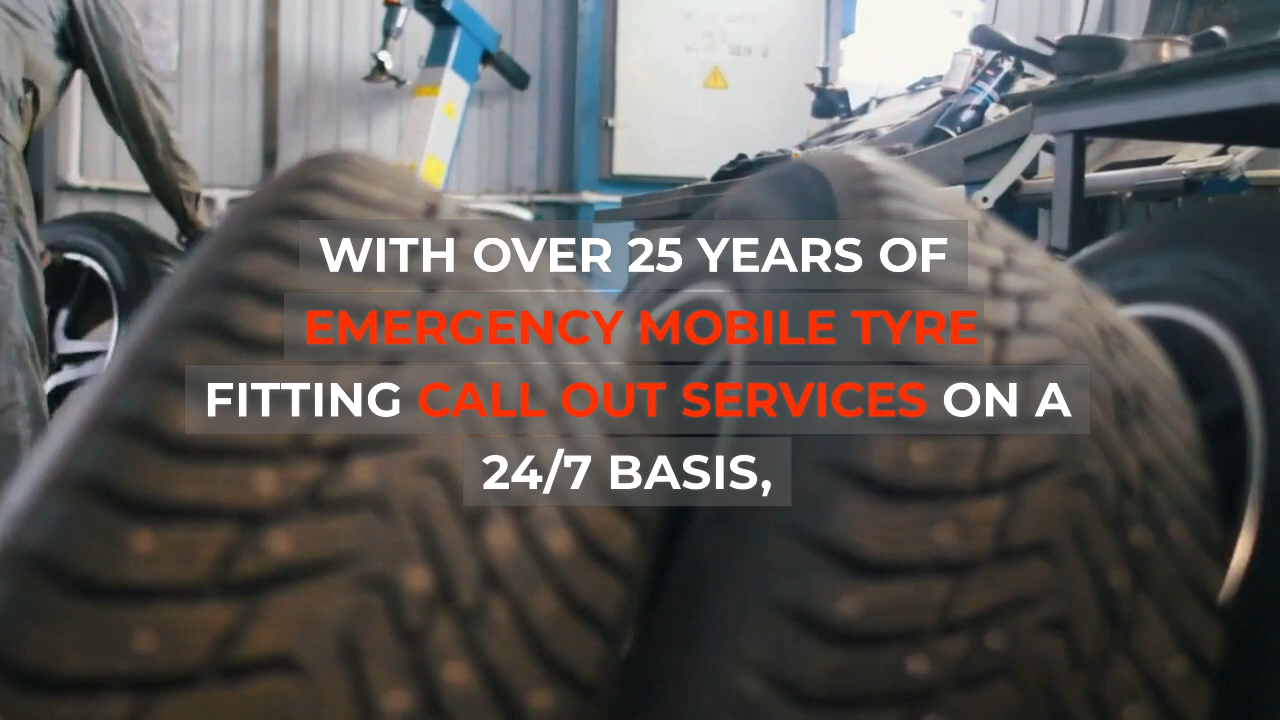 WITH OVER 25 YEARS OF
EMERGENCY MOBILE TYRE
FITTING CALL OUT SERVICES ON A
24/7 BASIS,